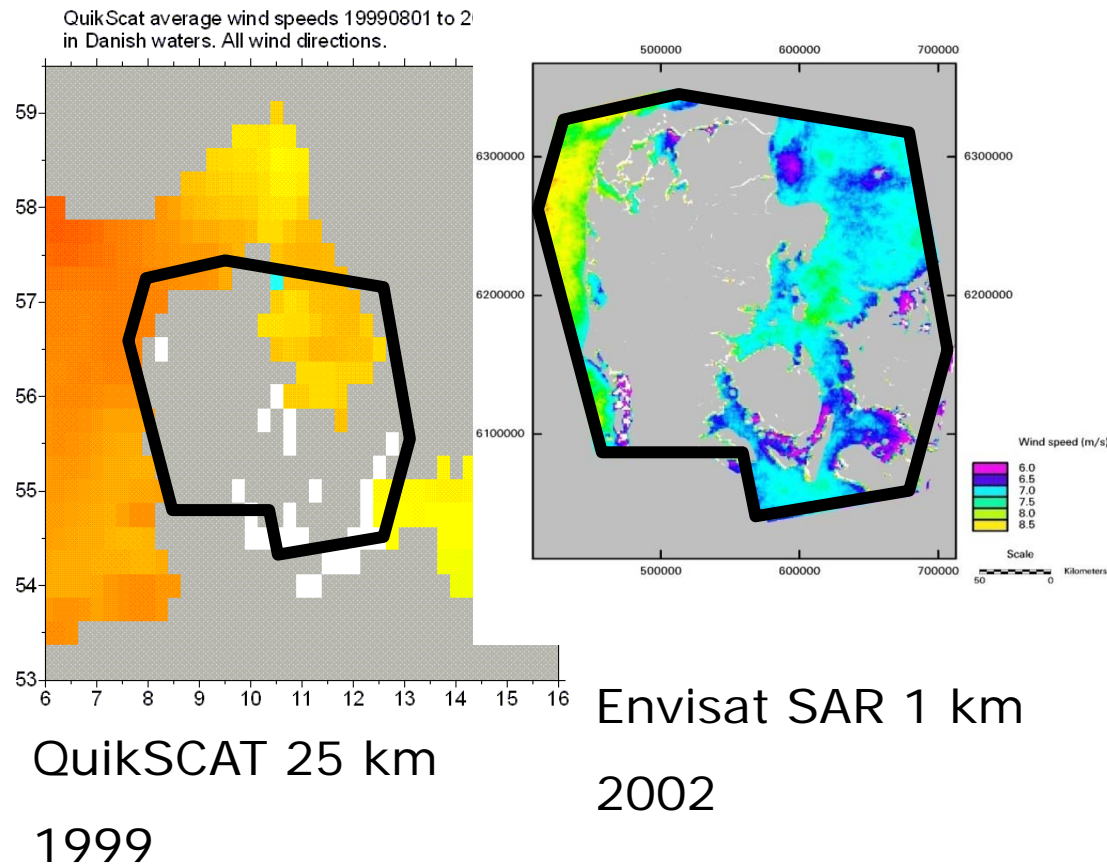 QuikScat average wind speeds 19990801 to
in Danish waters. All wind directions.
59
58
57
56
55
54
53
6 7 8 9 10 11 12 13 14 15 16
500000 600000 700000
6300000 6300000
6200000 6200000
6100000 6100000
500000 600000 700000
Wind speed (m/s)
6.0
6.5
7.0
7.5
8.0
8.5
Scale
50 0 Kilometers
QuikSCAT 25 km
1999
Envisat SAR 1 km
2002